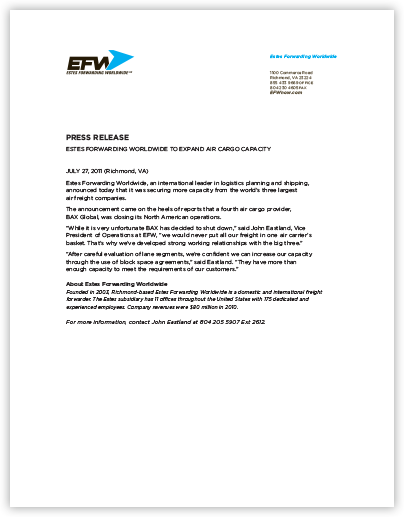 EFW
ESTES FORWARDING WORLDWIDE™
Estes Forwarding Worldwide
1100 Commerce Road
Richmond, VA 23224
855.433.9669 OFFICE
804.230.4605 FAX
EFWnow.com
PRESS RELEASE
ESTES FORWARDING WORLDWIDE TO EXPAND AIR CARGO CAPACITY
JULY 27, 2011 (Richmond, VA)
Estes Forwarding Worldwide, an international leader in logistics planning and shipping,
announced today that it was securing more capacity from the world's three largest
air freight companies.
The announcement came on the heels of reports that a fourth air cargo provider,
BAX Global, was closing its North American operations.
"While it is very unfortunate BAX has decided to shut down," said John Eastland, Vice
President of Operations at EFW, "we would never put all our freight in one air carrier's
basket. That's why we've developed strong working relationships with the big three."
"After careful evaluation of lane segments, we're confident we can increase our capacity
through the use of block space agreements," said Eastland. "They have more than
enough capacity to meet the requirements of our customers."
About Estes Forwarding Worldwide
Founded in 2003, Richmond-based Estes Forwarding Worldwide is a domestic and international freight
forwarder. The Estes subsidiary has 11 offices throughout the United States with 175 dedicated and
experienced employees. Company revenues were $80 million in 2010.
For more information, contact John Eastland at 804 205 5907 Ext 2612.